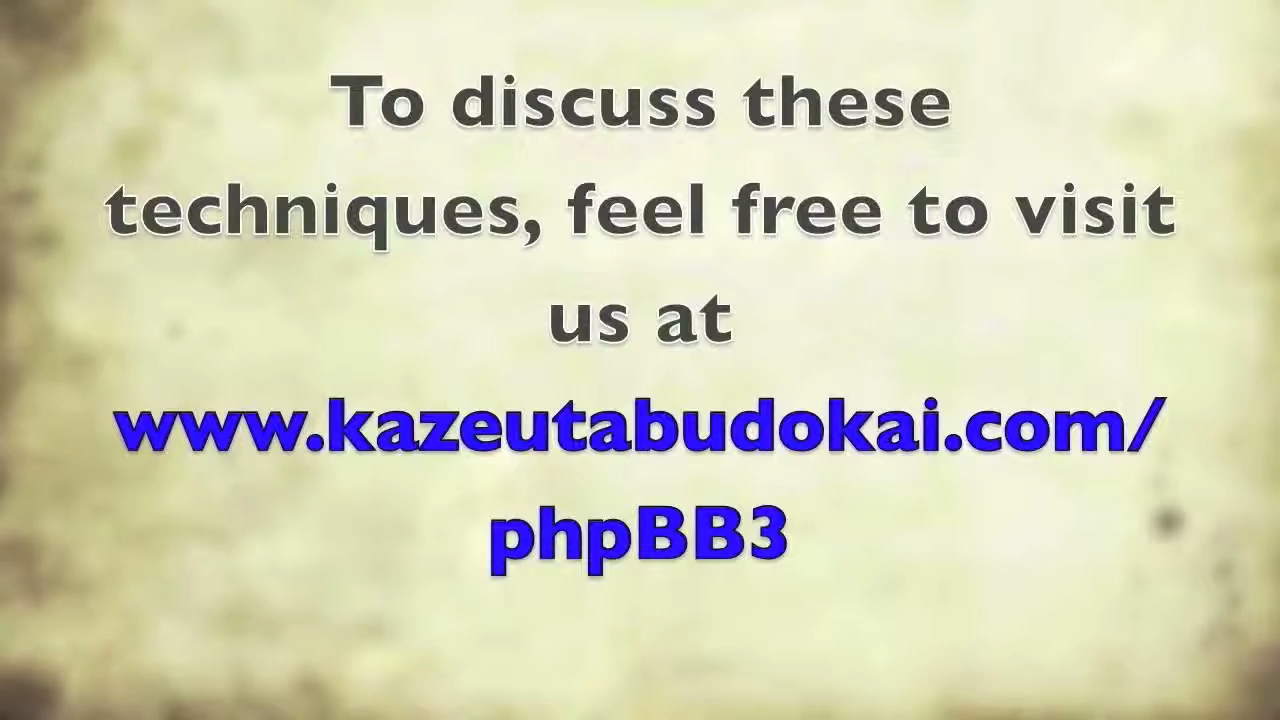 To discuss these
techniques, feel free to visit
us at
www.kazeutabudokai.com/
phpBB3